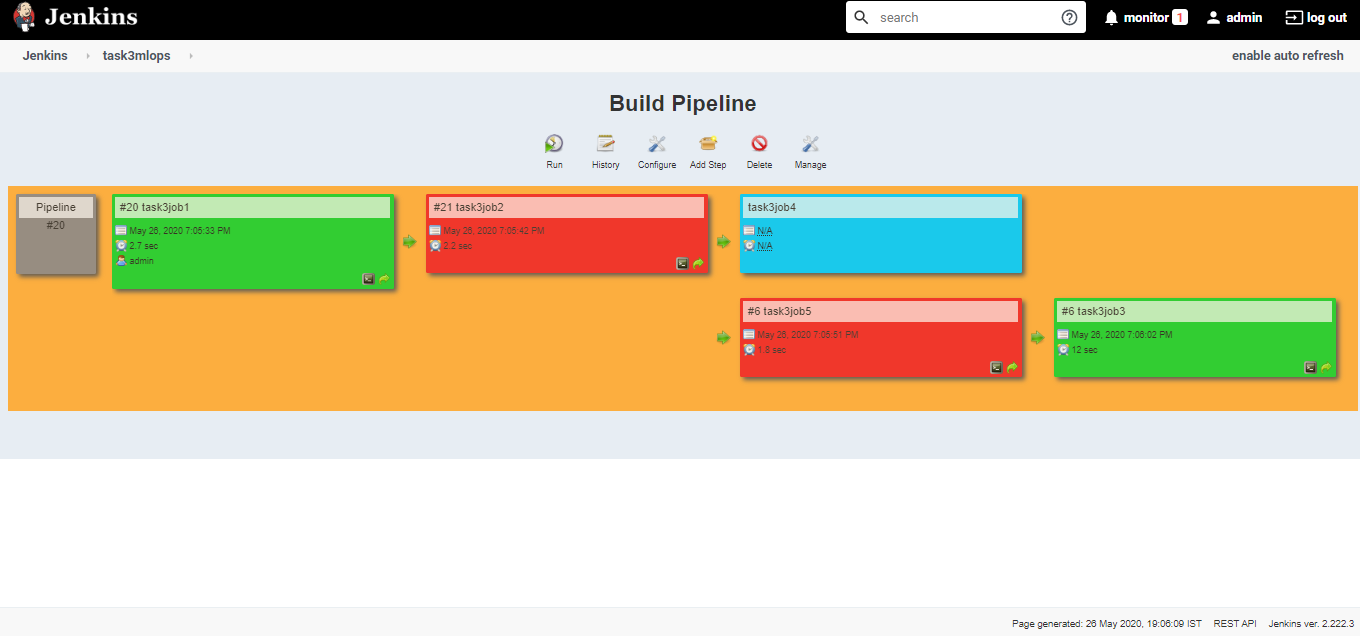 Jenkins
search
monitor 1
admin
log out
Jenkins
task3mlops
enable auto refresh
Build Pipeline
Run
History
Configure
Add Step
Delete
Manage
Pipeline
#20
#20 task3job1
May 26, 2020 7:05:33 PM
2.7 sec
admin
#21 task3job2
May 26, 2020 7:05:42 PM
2.2 sec
task3job4
N/A
N/A
#6 task3job5
May 26, 2020 7:05:51 PM
1.8 sec
#6 task3job3
May 26, 2020 7:06:02 PM
12 sec
Page generated: 26 May 2020, 19:06:09 IST
REST API
Jenkins ver. 2.222.3